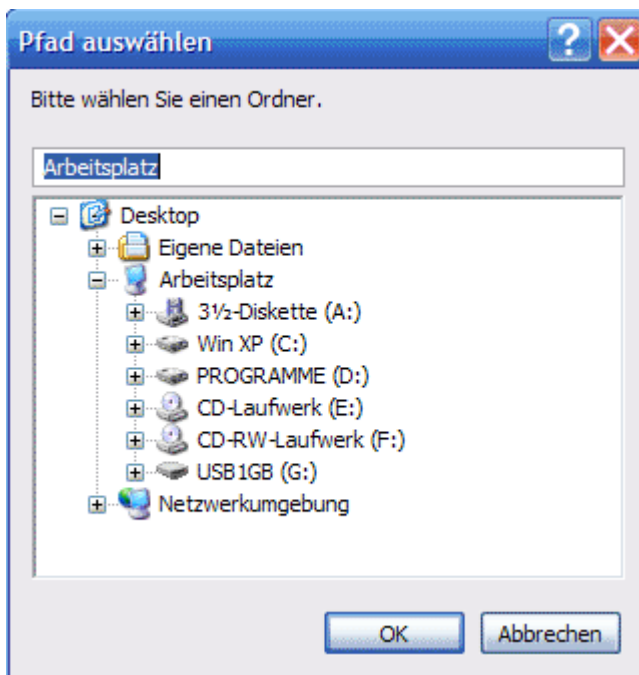 Pfad auswählen
Bitte wählen Sie einen Ordner.
Arbeitsplatz
Desktop
Eigene Dateien
Arbeitsplatz
3½-Diskette (A:)
Win XP (C:)
PROGRAMME (D:)
CD-Laufwerk (E:)
CD-RW-Laufwerk (F:)
USB1GB (G:)
Netzwerkumgebung
OK Abbrechen